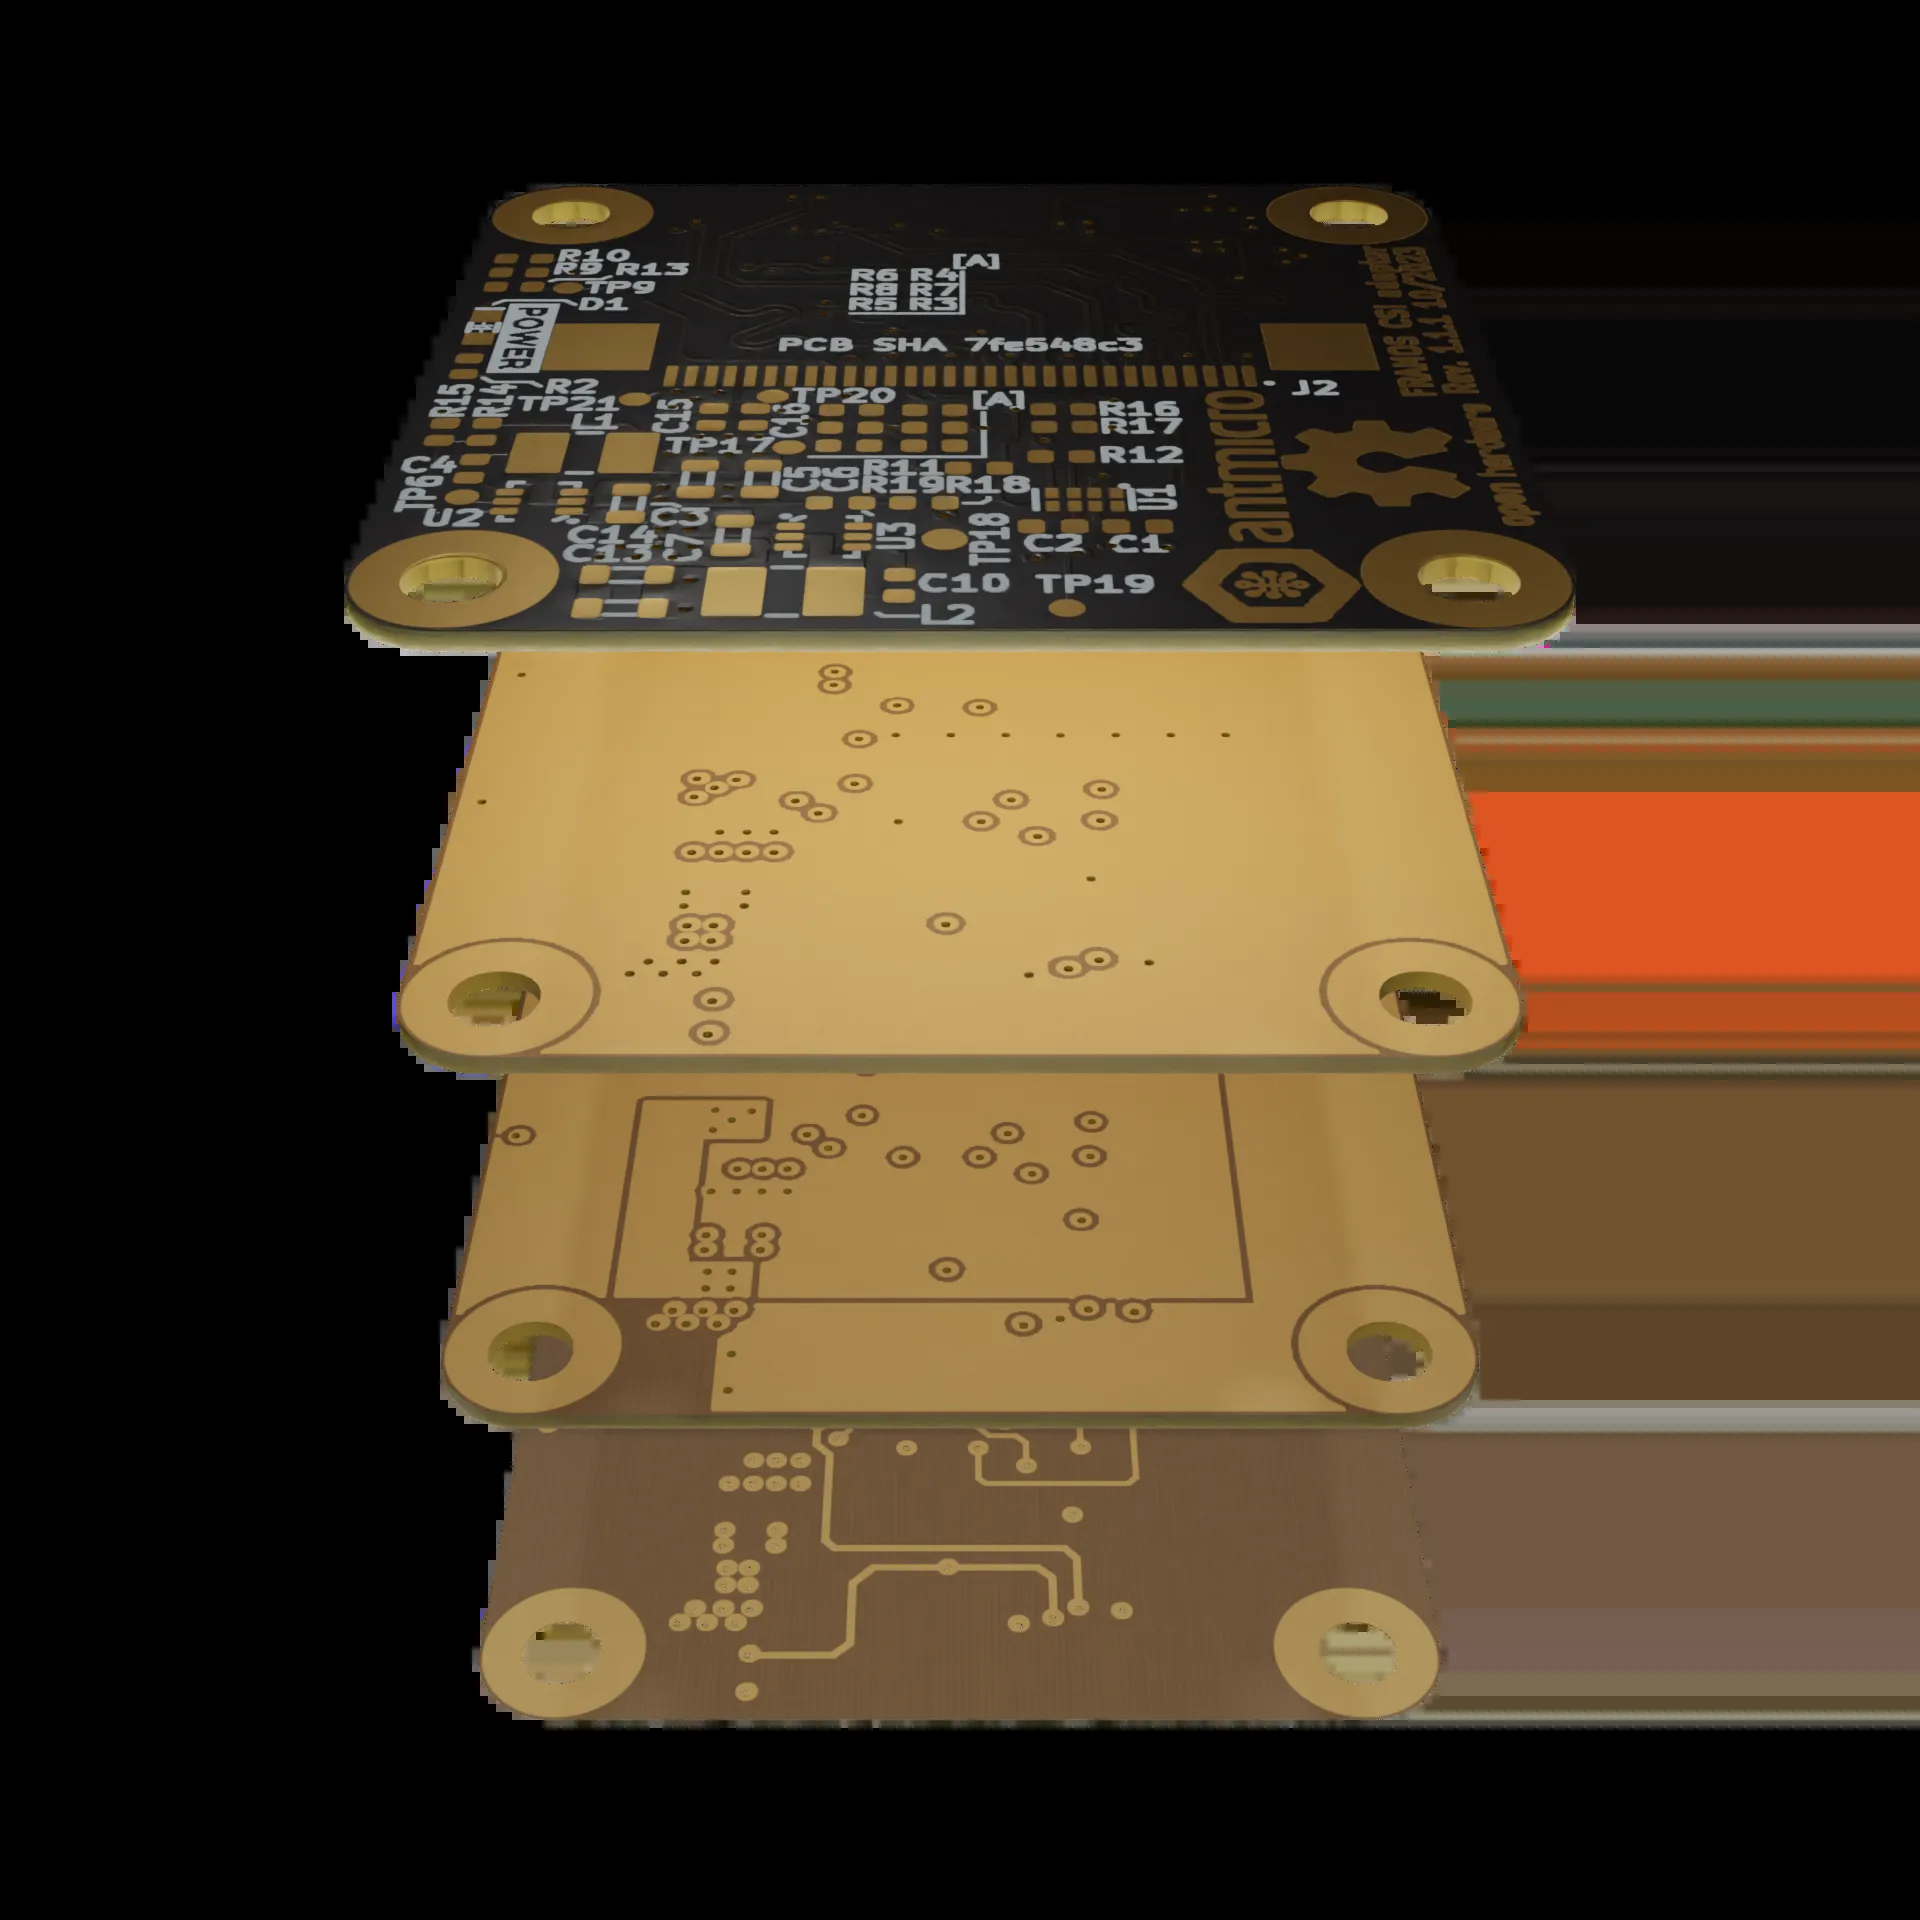 R10
R9 R13
TP9
D1
POWER
[A]
R6 R4
R8 R7
R5 R3
PCB SHA 7fe548c3
FRAMOS CSI adapter
Rev. 1.1.1 10/2023
J2
R15
R14
R2
TP21
L1
C15
TP20
C16
[A]
R16
R17
TP17
R12
C4
TP6
C5
C6
R11
R19 R18
U1
U2
C3
C14
C13
C7
U3
TP18
C2 C1
antmicro
open hardware
C10
TP19
L2